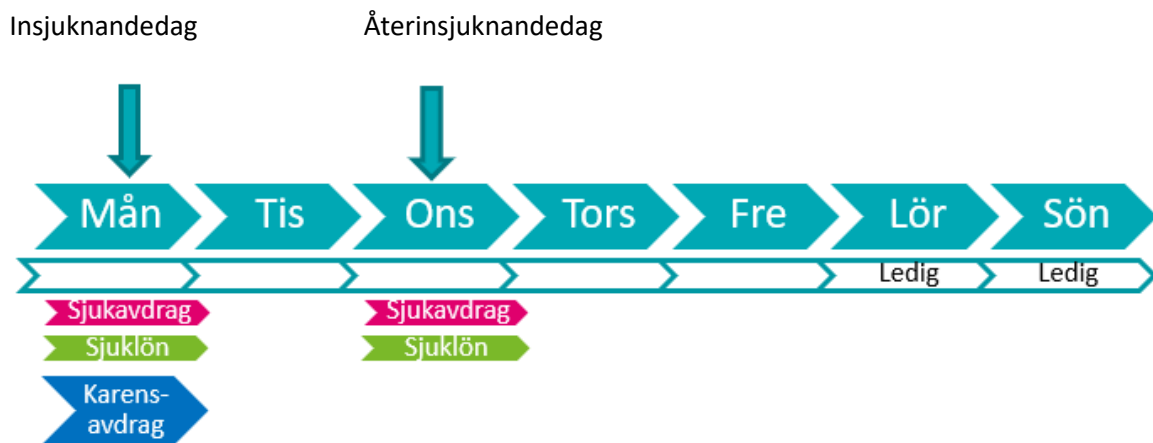 Insjuknandedag Återinsjuknandedag
Mån Tis Ons Tors Fre Lör Sön
Ledig Ledig
Sjukavdrag Sjukavdrag
Sjuklön Sjuklön
Karens-
avdrag